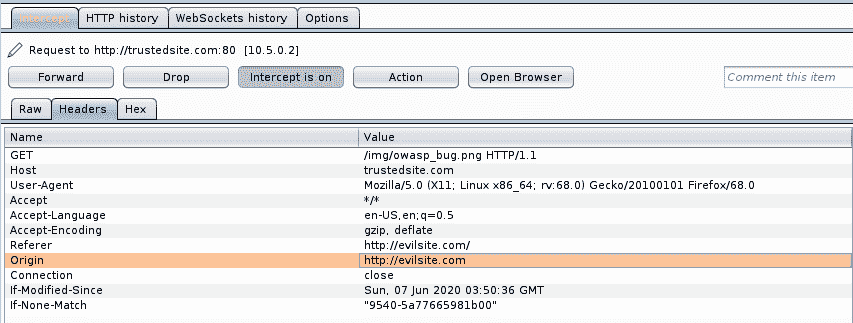 Intercept HTTP history WebSockets history Options
Request to http://trustedsite.com:80 [10.5.0.2]
Forward Drop Intercept is on Action Open Browser Comment this item
Raw Headers Hex
Name Value
GET /img/owasp_bug.png HTTP/1.1
Host trustedsite.com
User-Agent Mozilla/5.0 (X11; Linux x86_64; rv:68.0) Gecko/20100101 Firefox/68.0
Accept */*
Accept-Language en-US,en;q=0.5
Accept-Encoding gzip, deflate
Referer http://evilsite.com/
Origin http://evilsite.com
Connection close
If-Modified-Since Sun, 07 Jun 2020 03:50:36 GMT
If-None-Match "9540-5a77665981b00"